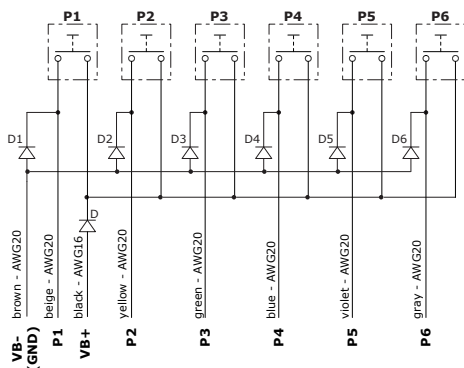 P1
P2
P3
P4
P5
P6
D1
D2
D3
D4
D5
D6
D
brown - AWG20
beige - AWG20
black - AWG16
yellow - AWG20
green - AWG20
blue - AWG20
violet - AWG20
gray - AWG20
VB-
(GND)
P1
VB+
P2
P3
P4
P5
P6